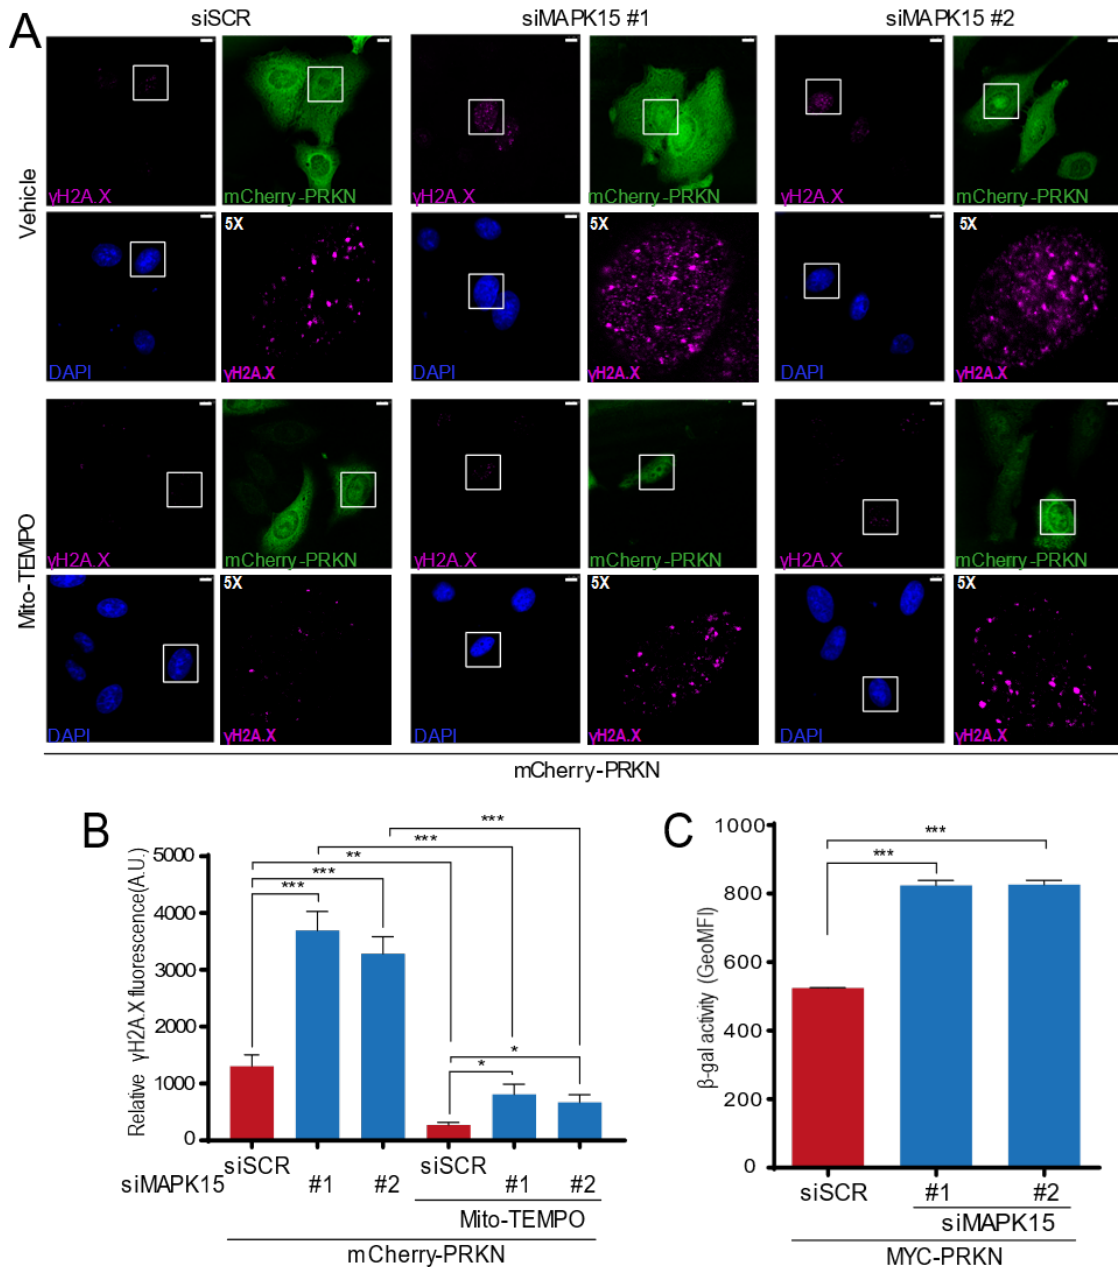 A
siSCR siMAPK15 #1 siMAPK15 #2
Vehicle
γH2A.X mCherry-PRKN γH2A.X mCherry-PRKN γH2A.X mCherry-PRKN
5X 5X 5X
DAPI γH2A.X DAPI γH2A.X DAPI γH2A.X
Mito-TEMPO
γH2A.X mCherry-PRKN γH2A.X mCherry-PRKN γH2A.X mCherry-PRKN
5X 5X 5X
DAPI γH2A.X DAPI γH2A.X DAPI γH2A.X
mCherry-PRKN
B
Relative γH2A.X fluorescence(A.U.)
5000
4000
3000
2000
1000
0
***
***
**
***
***
*
*
siSCR siSCR
siMAPK15 #1 #2 #1 #2
Mito-TEMPO
mCherry-PRKN
C
β-gal activity (GeoMFI)
1000
800
600
400
200
0
***
***
siSCR #1 #2
siMAPK15
MYC-PRKN